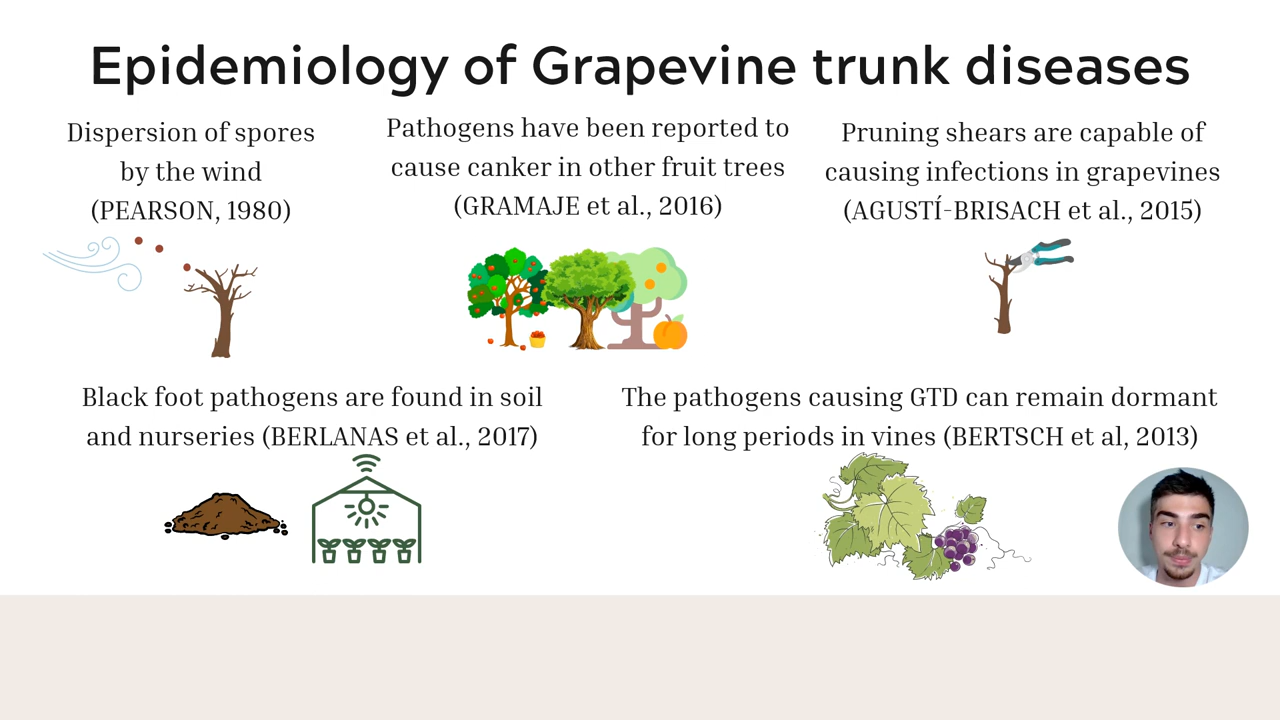 Epidemiology of Grapevine trunk diseases
Dispersion of spores
by the wind
(PEARSON, 1980)
Pathogens have been reported to
cause canker in other fruit trees
(GRAMAJE et al., 2016)
Pruning shears are capable of
causing infections in grapevines
(AGUSTÍ-BRISACH et al., 2015)
Black foot pathogens are found in soil
and nurseries (BERLANAS et al., 2017)
The pathogens causing GTD can remain dormant
for long periods in vines (BERTSCH et al, 2013)